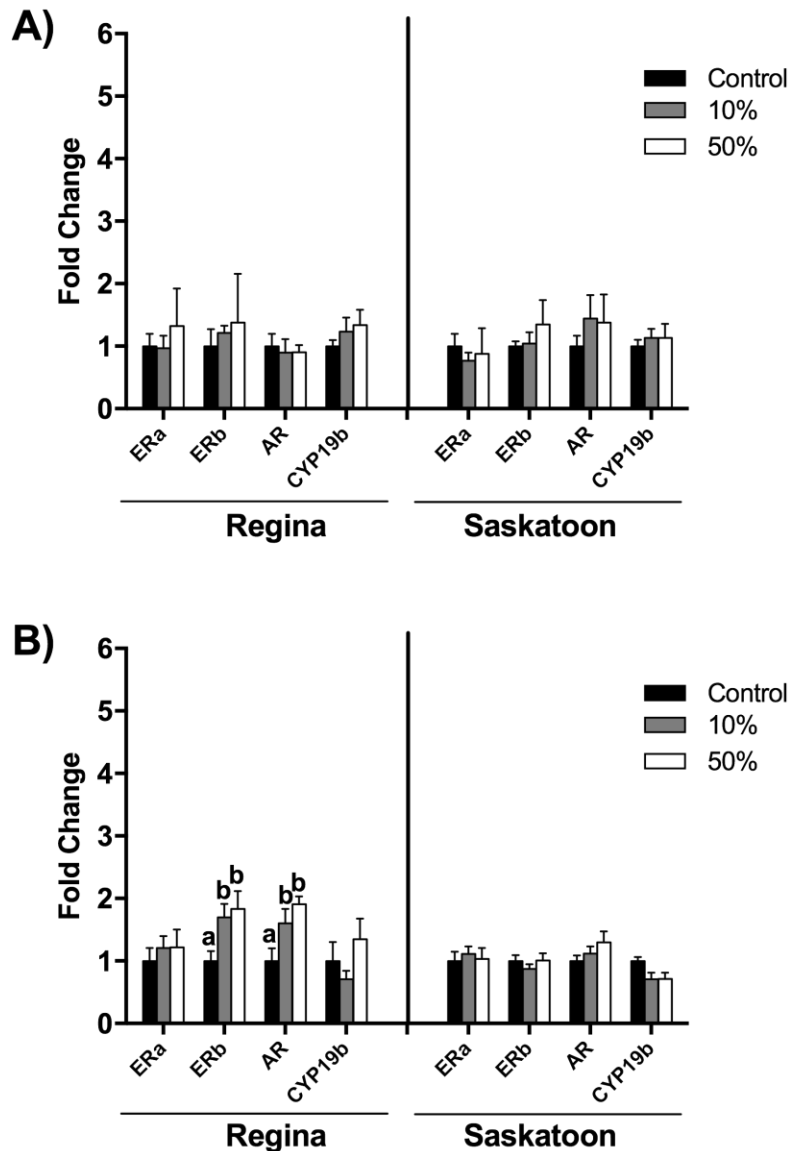 A)
Fold Change
6
5
4
3
2
1
0
Control
10%
50%
ERa
ERb
AR
CYP19b
ERa
ERb
AR
CYP19b
Regina
Saskatoon
B)
Fold Change
6
5
4
3
2
1
0
Control
10%
50%
a
b
b
a
b
b
ERa
ERb
AR
CYP19b
ERa
ERb
AR
CYP19b
Regina
Saskatoon